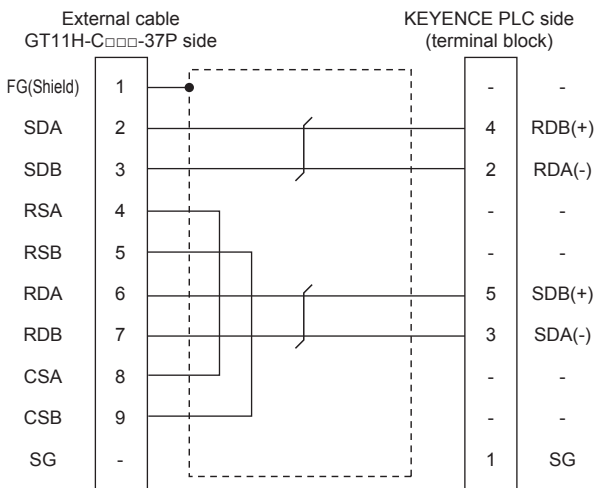 External cable
GT11H-C□□□-37P side
KEYENCE PLC side
(terminal block)
FG(Shield) 1 - -
SDA 2 4 RDB(+)
SDB 3 2 RDA(-)
RSA 4 - -
RSB 5 - -
RDA 6 5 SDB(+)
RDB 7 3 SDA(-)
CSA 8 - -
CSB 9 - -
SG - 1 SG